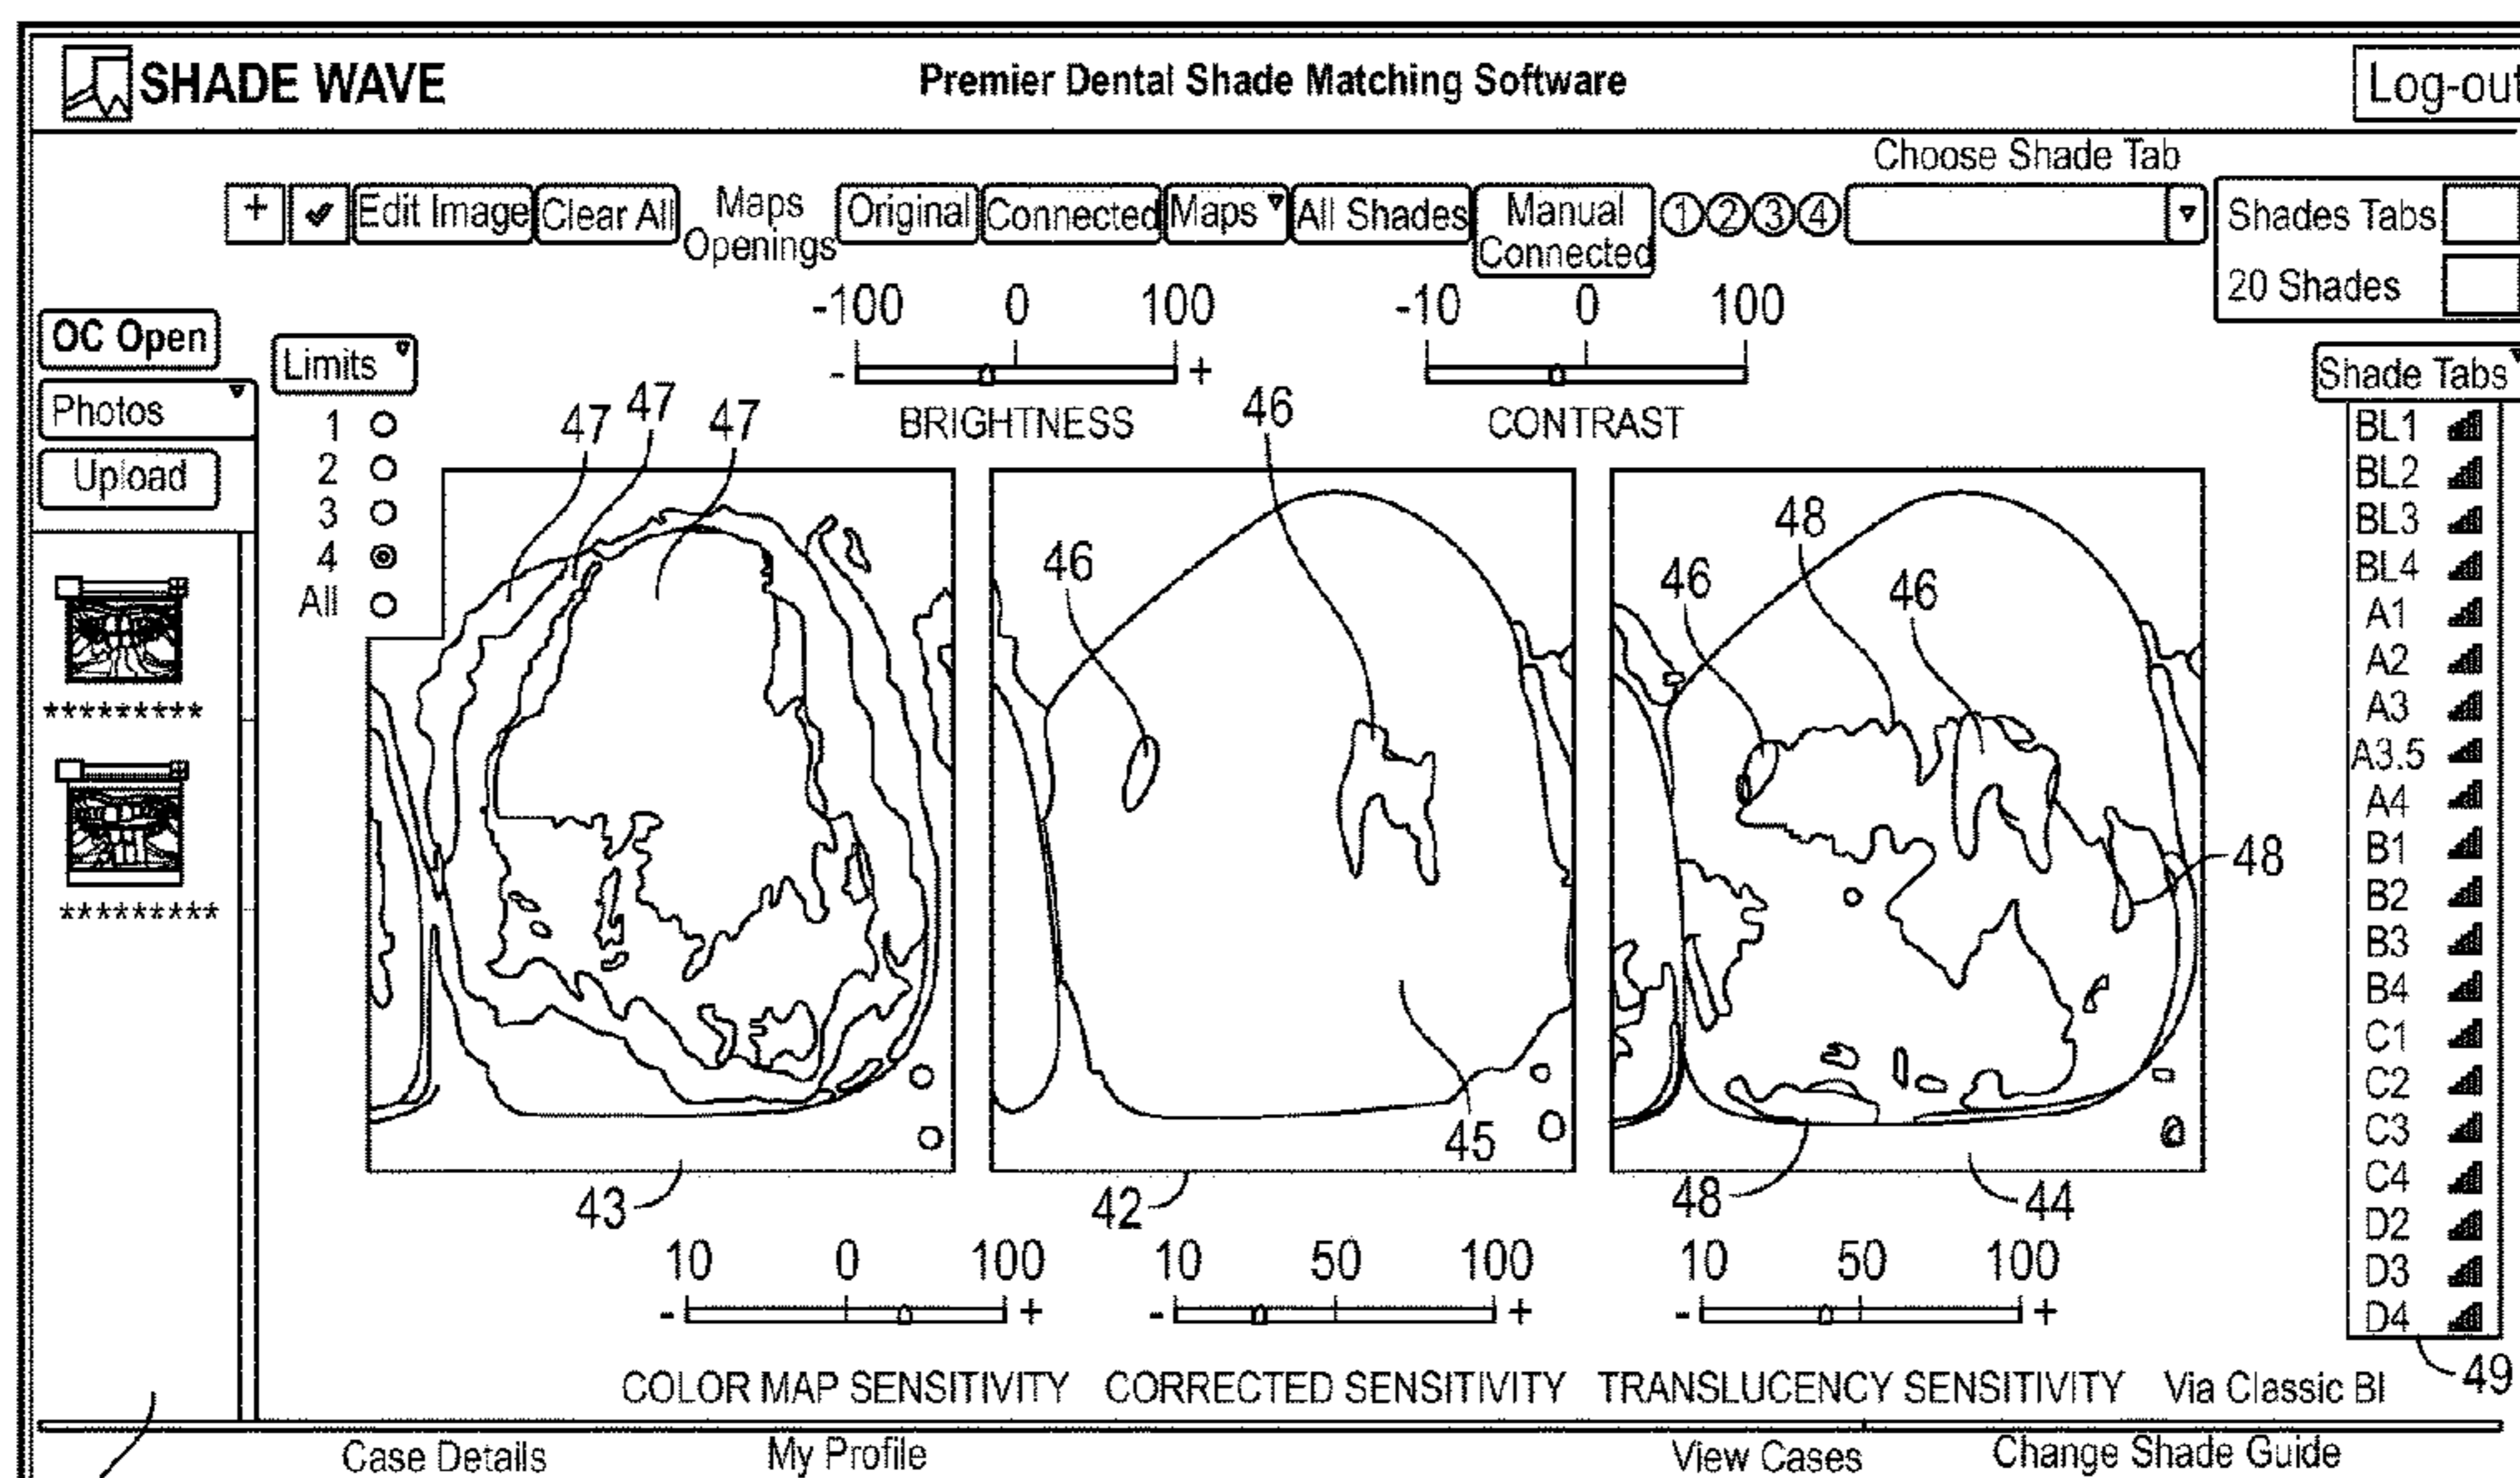 SHADE WAVE Premier Dental Shade Matching Software Log-out
Choose Shade Tab
+ Edit Image Clear All Maps Openings Original Connected Maps All Shades Manual Connected 1 2 3 4
Shades Tabs
20 Shades
-100 0 100
- +
BRIGHTNESS
-10 0 100
CONTRAST
OC Open
Photos
Upload
*********
*********
Limits
1
2
3
4
All
47 47 47
46
46
45
48
46
46
48
48
43
42
44
Shade Tabs
BL1
BL2
BL3
BL4
A1
A2
A3
A3.5
A4
B1
B2
B3
B4
C1
C2
C3
C4
D2
D3
D4
49
10 0 100
- +
COLOR MAP SENSITIVITY
10 50 100
- +
CORRECTED SENSITIVITY
10 50 100
- +
TRANSLUCENCY SENSITIVITY
Via Classic Bl
Case Details My Profile View Cases Change Shade Guide